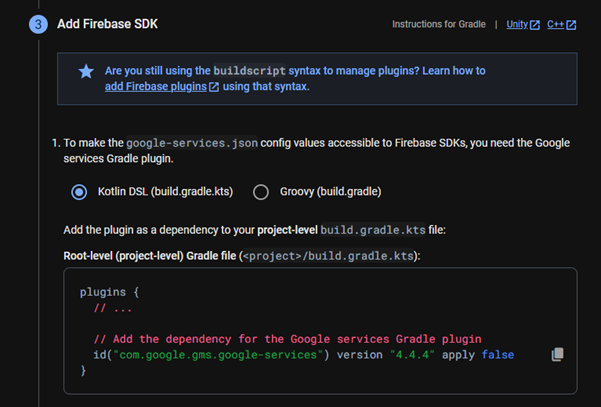 3 Add Firebase SDK Instructions for Gradle | Unity C++
Are you still using the buildscript syntax to manage plugins? Learn how to
add Firebase plugins using that syntax.
1. To make the google-services.json config values accessible to Firebase SDKs, you need the Google
services Gradle plugin.
Kotlin DSL (build.gradle.kts) Groovy (build.gradle)
Add the plugin as a dependency to your project-level build.gradle.kts file:
Root-level (project-level) Gradle file (<project>/build.gradle.kts):
plugins {
// ...
// Add the dependency for the Google services Gradle plugin
id("com.google.gms.google-services") version "4.4.4" apply false
}